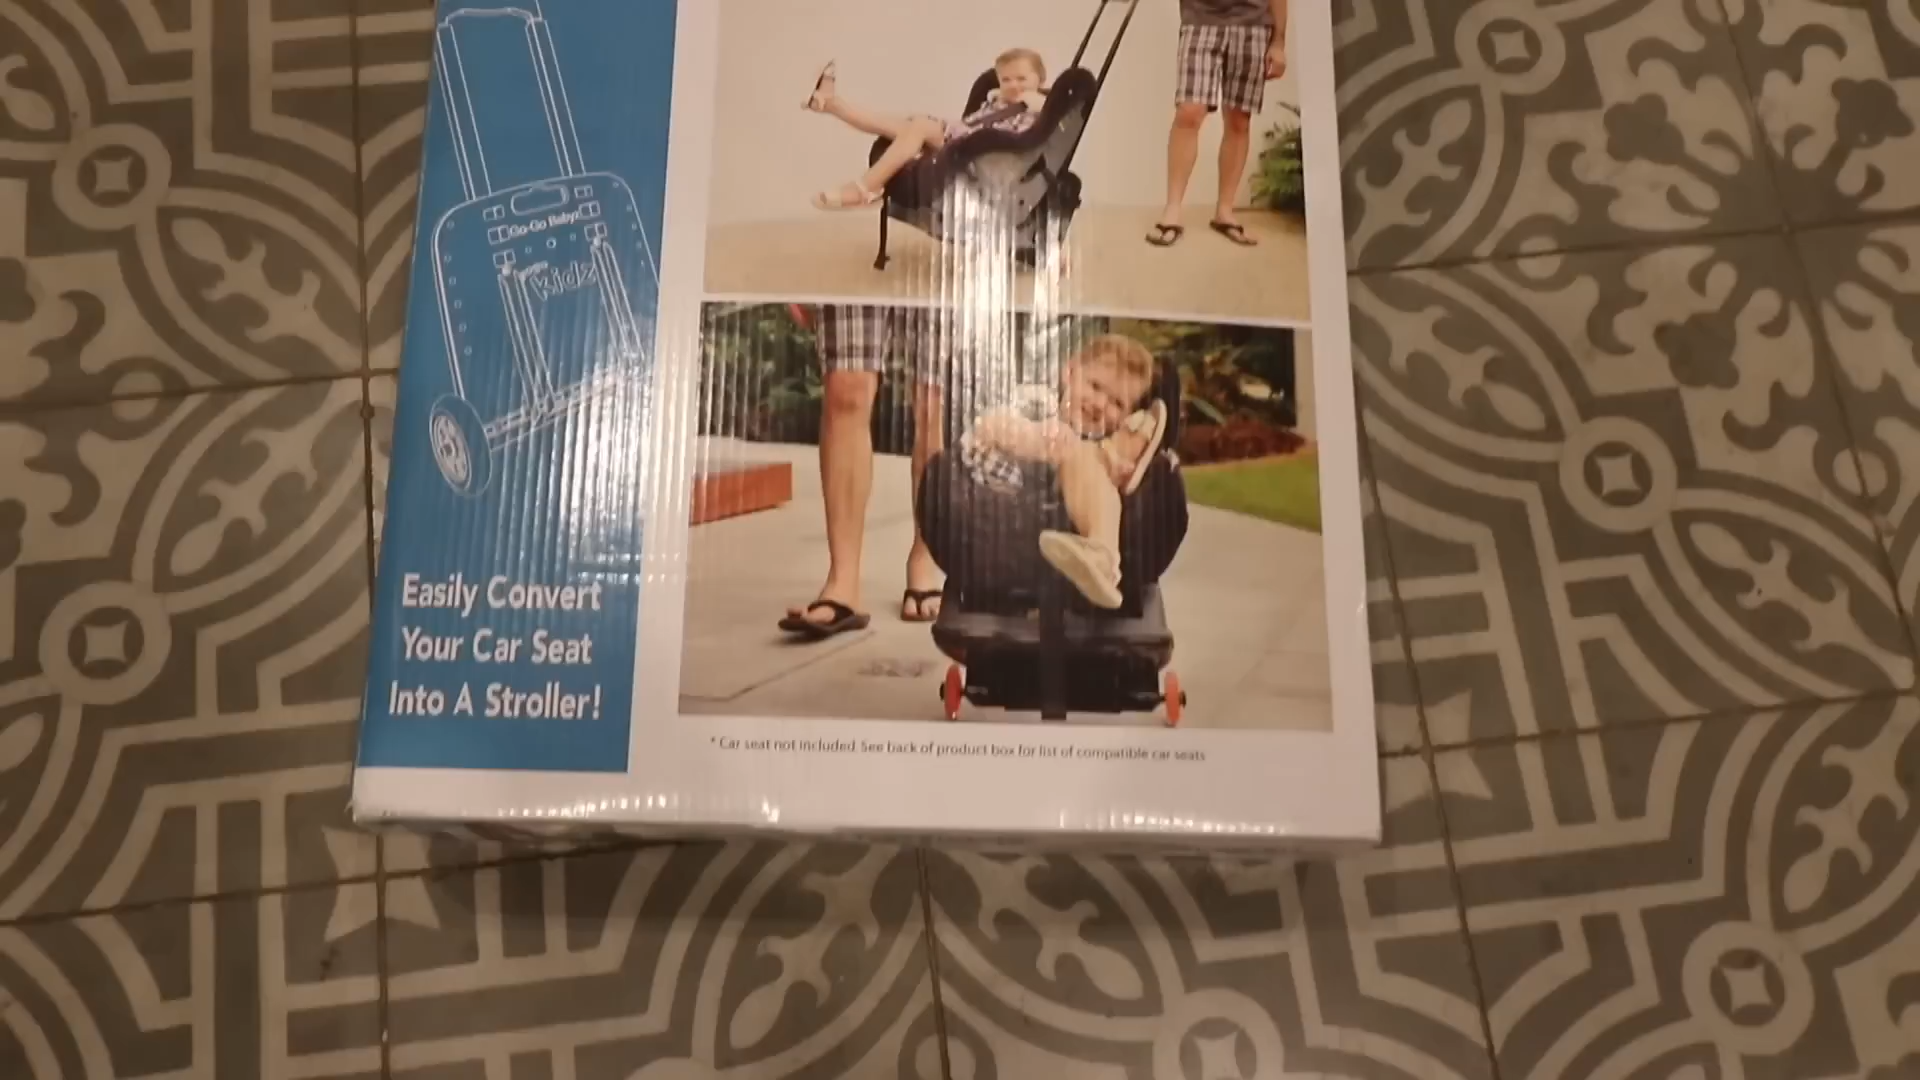 Go-Go Babyz
kidz
Easily Convert
Your Car Seat
Into A Stroller!
* Car seat not included. See back of product box for list of compatible car seats